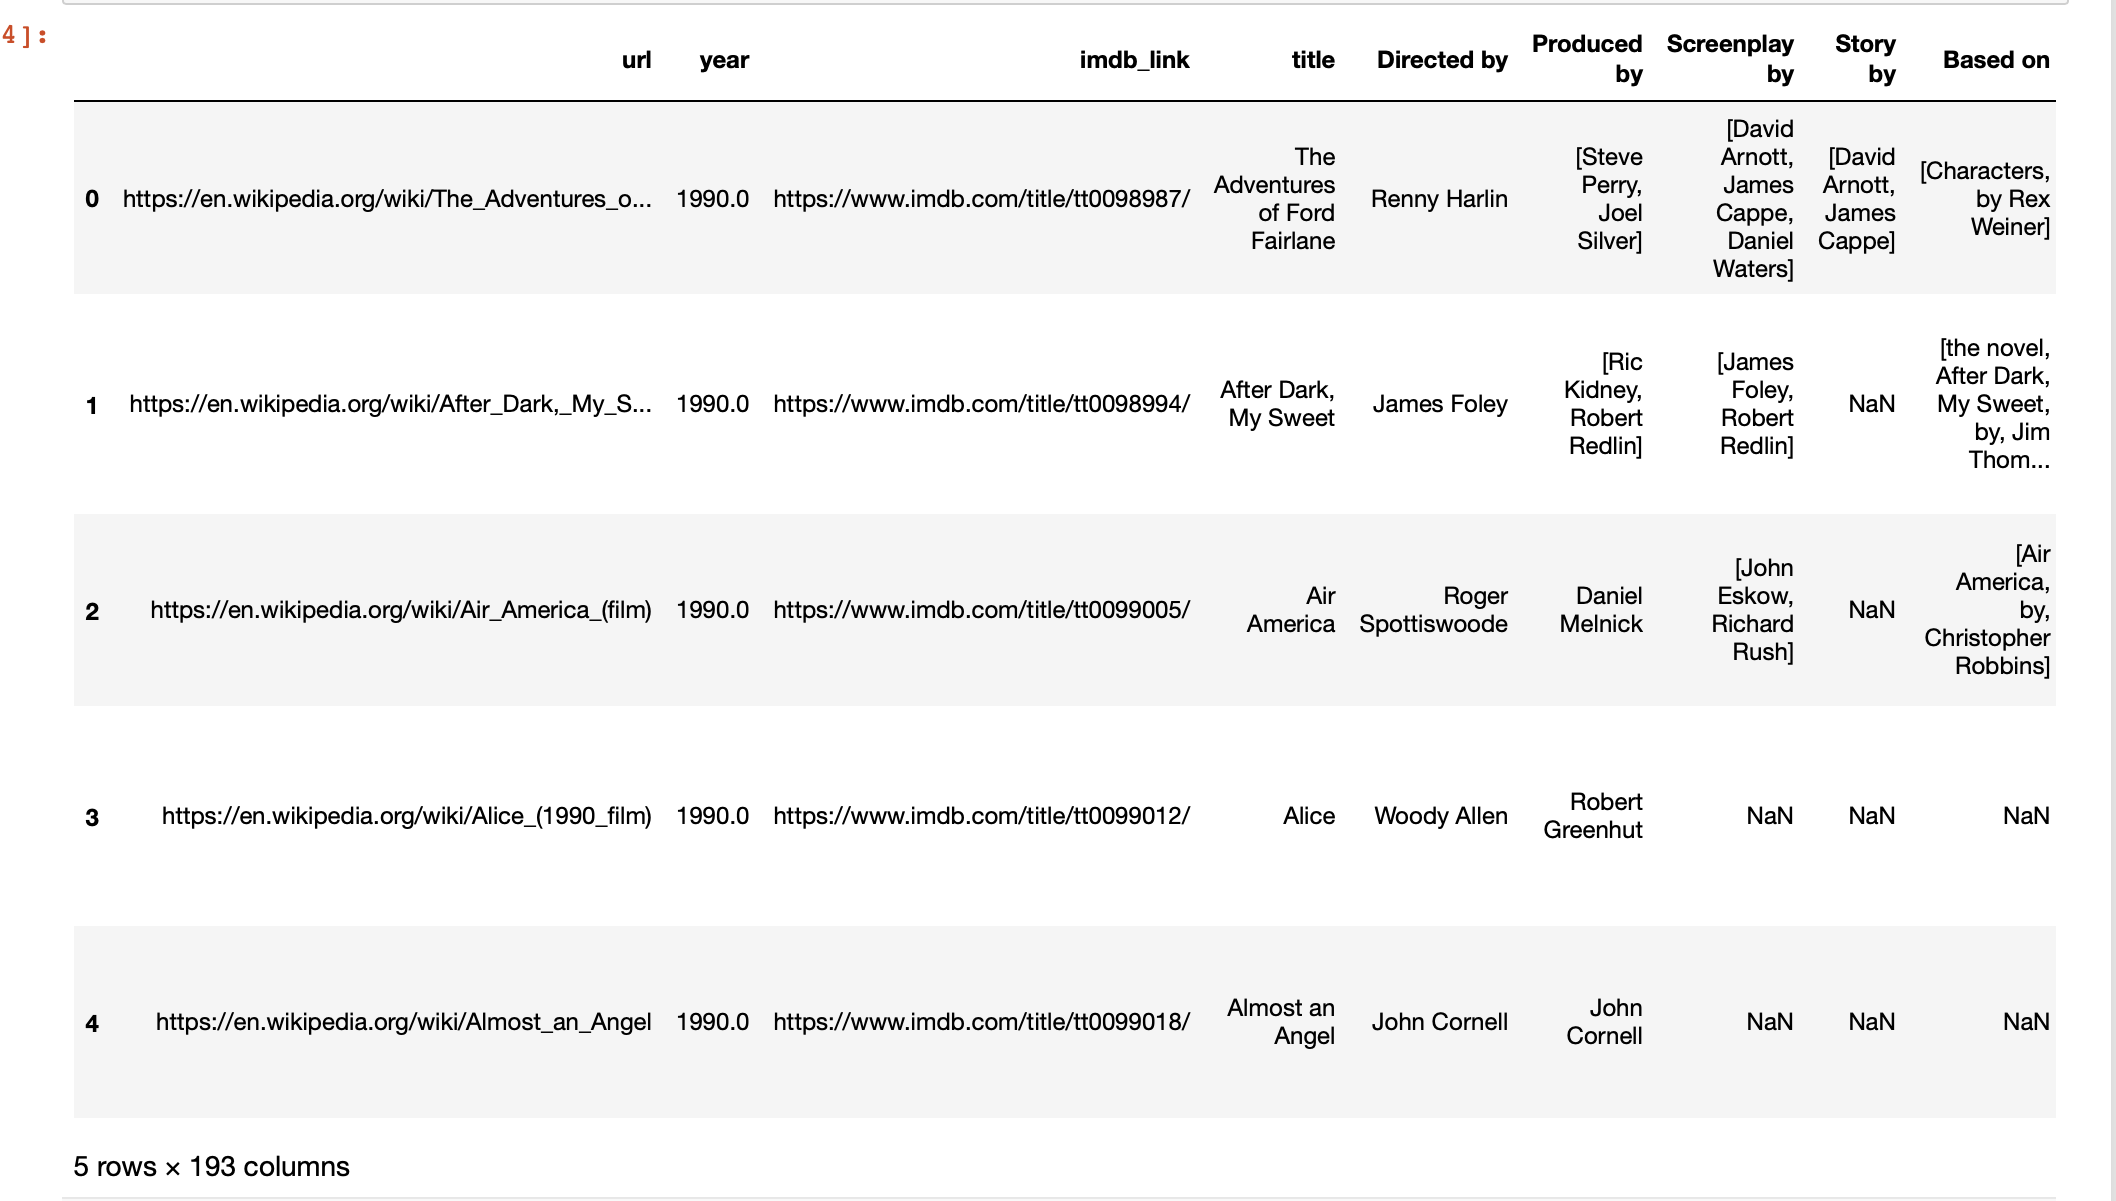 4]:
url year imdb_link title Directed by Produced by Screenplay by Story by Based on
0 https://en.wikipedia.org/wiki/The_Adventures_o... 1990.0 https://www.imdb.com/title/tt0098987/ The Adventures of Ford Fairlane Renny Harlin [Steve Perry, Joel Silver] [David Arnott, James Cappe, Daniel Waters] [David Arnott, James Cappe] [Characters, by Rex Weiner]
1 https://en.wikipedia.org/wiki/After_Dark,_My_S... 1990.0 https://www.imdb.com/title/tt0098994/ After Dark, My Sweet James Foley [Ric Kidney, Robert Redlin] [James Foley, Robert Redlin] NaN [the novel, After Dark, My Sweet, by, Jim Thom...
2 https://en.wikipedia.org/wiki/Air_America_(film) 1990.0 https://www.imdb.com/title/tt0099005/ Air America Roger Spottiswoode Daniel Melnick [John Eskow, Richard Rush] NaN [Air America, by, Christopher Robbins]
3 https://en.wikipedia.org/wiki/Alice_(1990_film) 1990.0 https://www.imdb.com/title/tt0099012/ Alice Woody Allen Robert Greenhut NaN NaN NaN
4 https://en.wikipedia.org/wiki/Almost_an_Angel 1990.0 https://www.imdb.com/title/tt0099018/ Almost an Angel John Cornell John Cornell NaN NaN NaN
5 rows × 193 columns